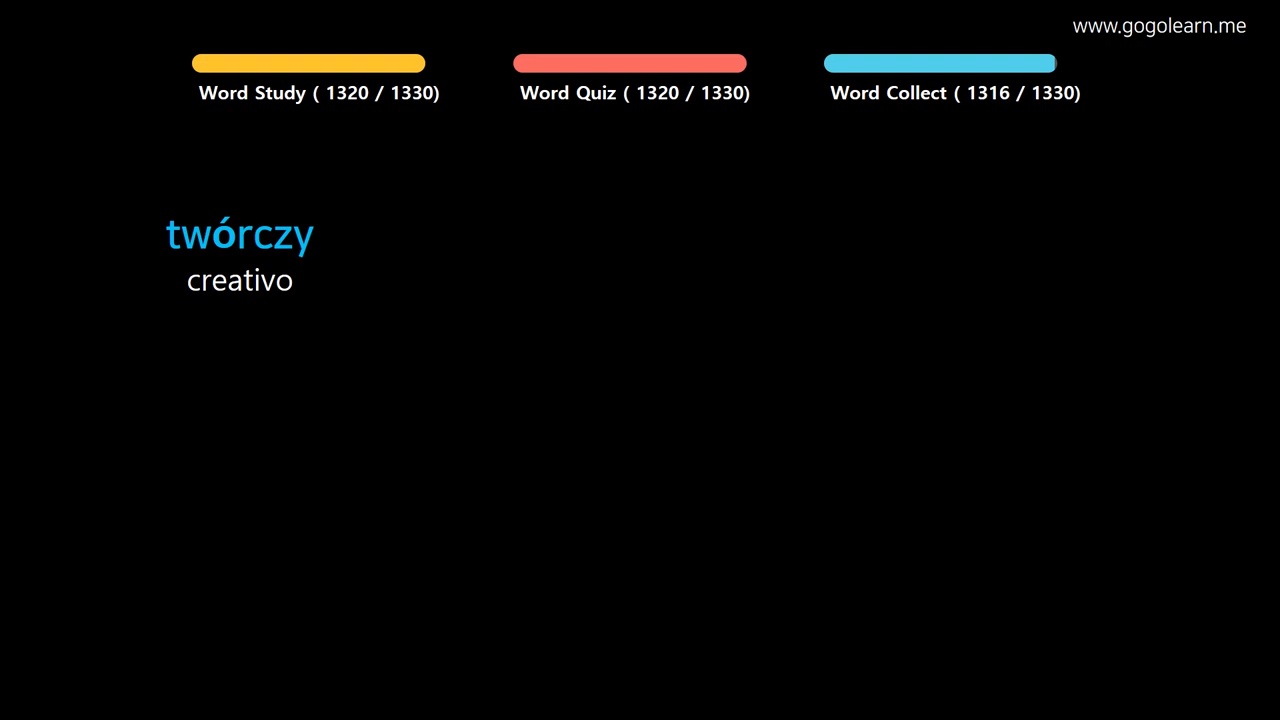 www.gogolearn.me
Word Study ( 1320 / 1330)
Word Quiz ( 1320 / 1330)
Word Collect ( 1316 / 1330)
twórczy
creativo